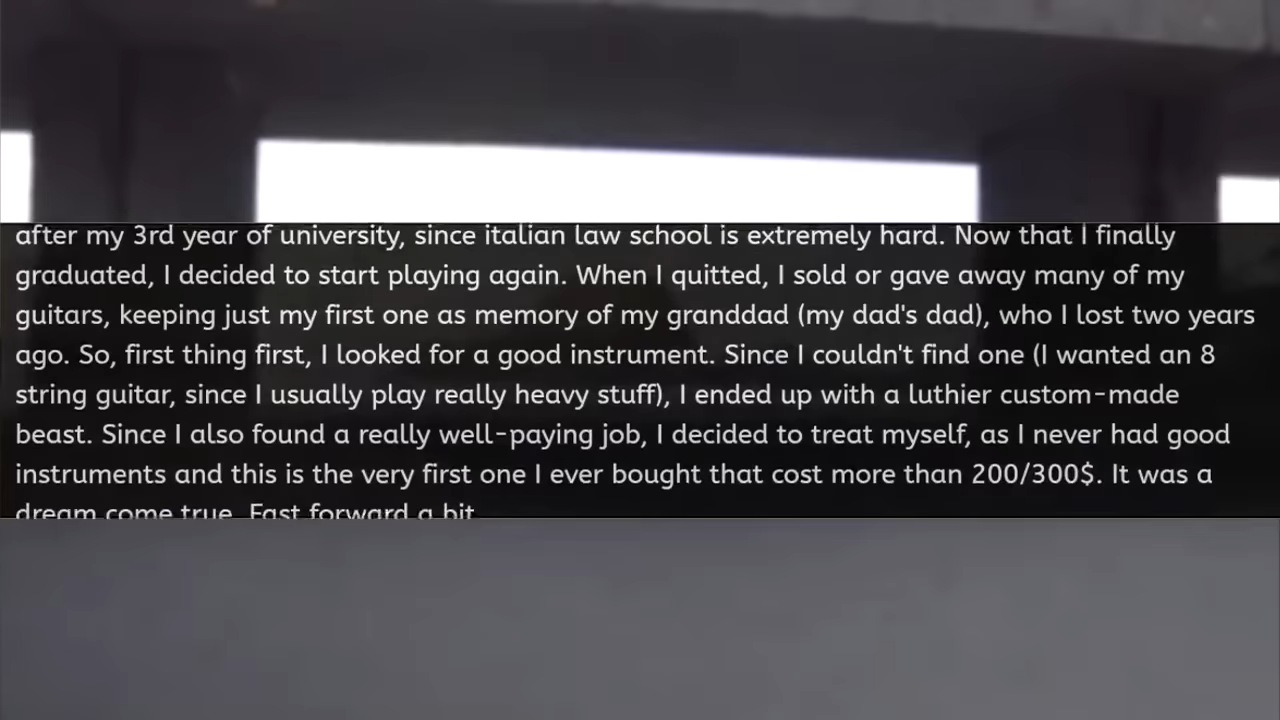 after my 3rd year of university, since italian law school is extremely hard. Now that I finally
graduated, I decided to start playing again. When I quitted, I sold or gave away many of my
guitars, keeping just my first one as memory of my granddad (my dad's dad), who I lost two years
ago. So, first thing first, I looked for a good instrument. Since I couldn't find one (I wanted an 8
string guitar, since I usually play really heavy stuff), I ended up with a luthier custom-made
beast. Since I also found a really well-paying job, I decided to treat myself, as I never had good
instruments and this is the very first one I ever bought that cost more than 200/300$. It was a
dream come true. Fast forward a bit